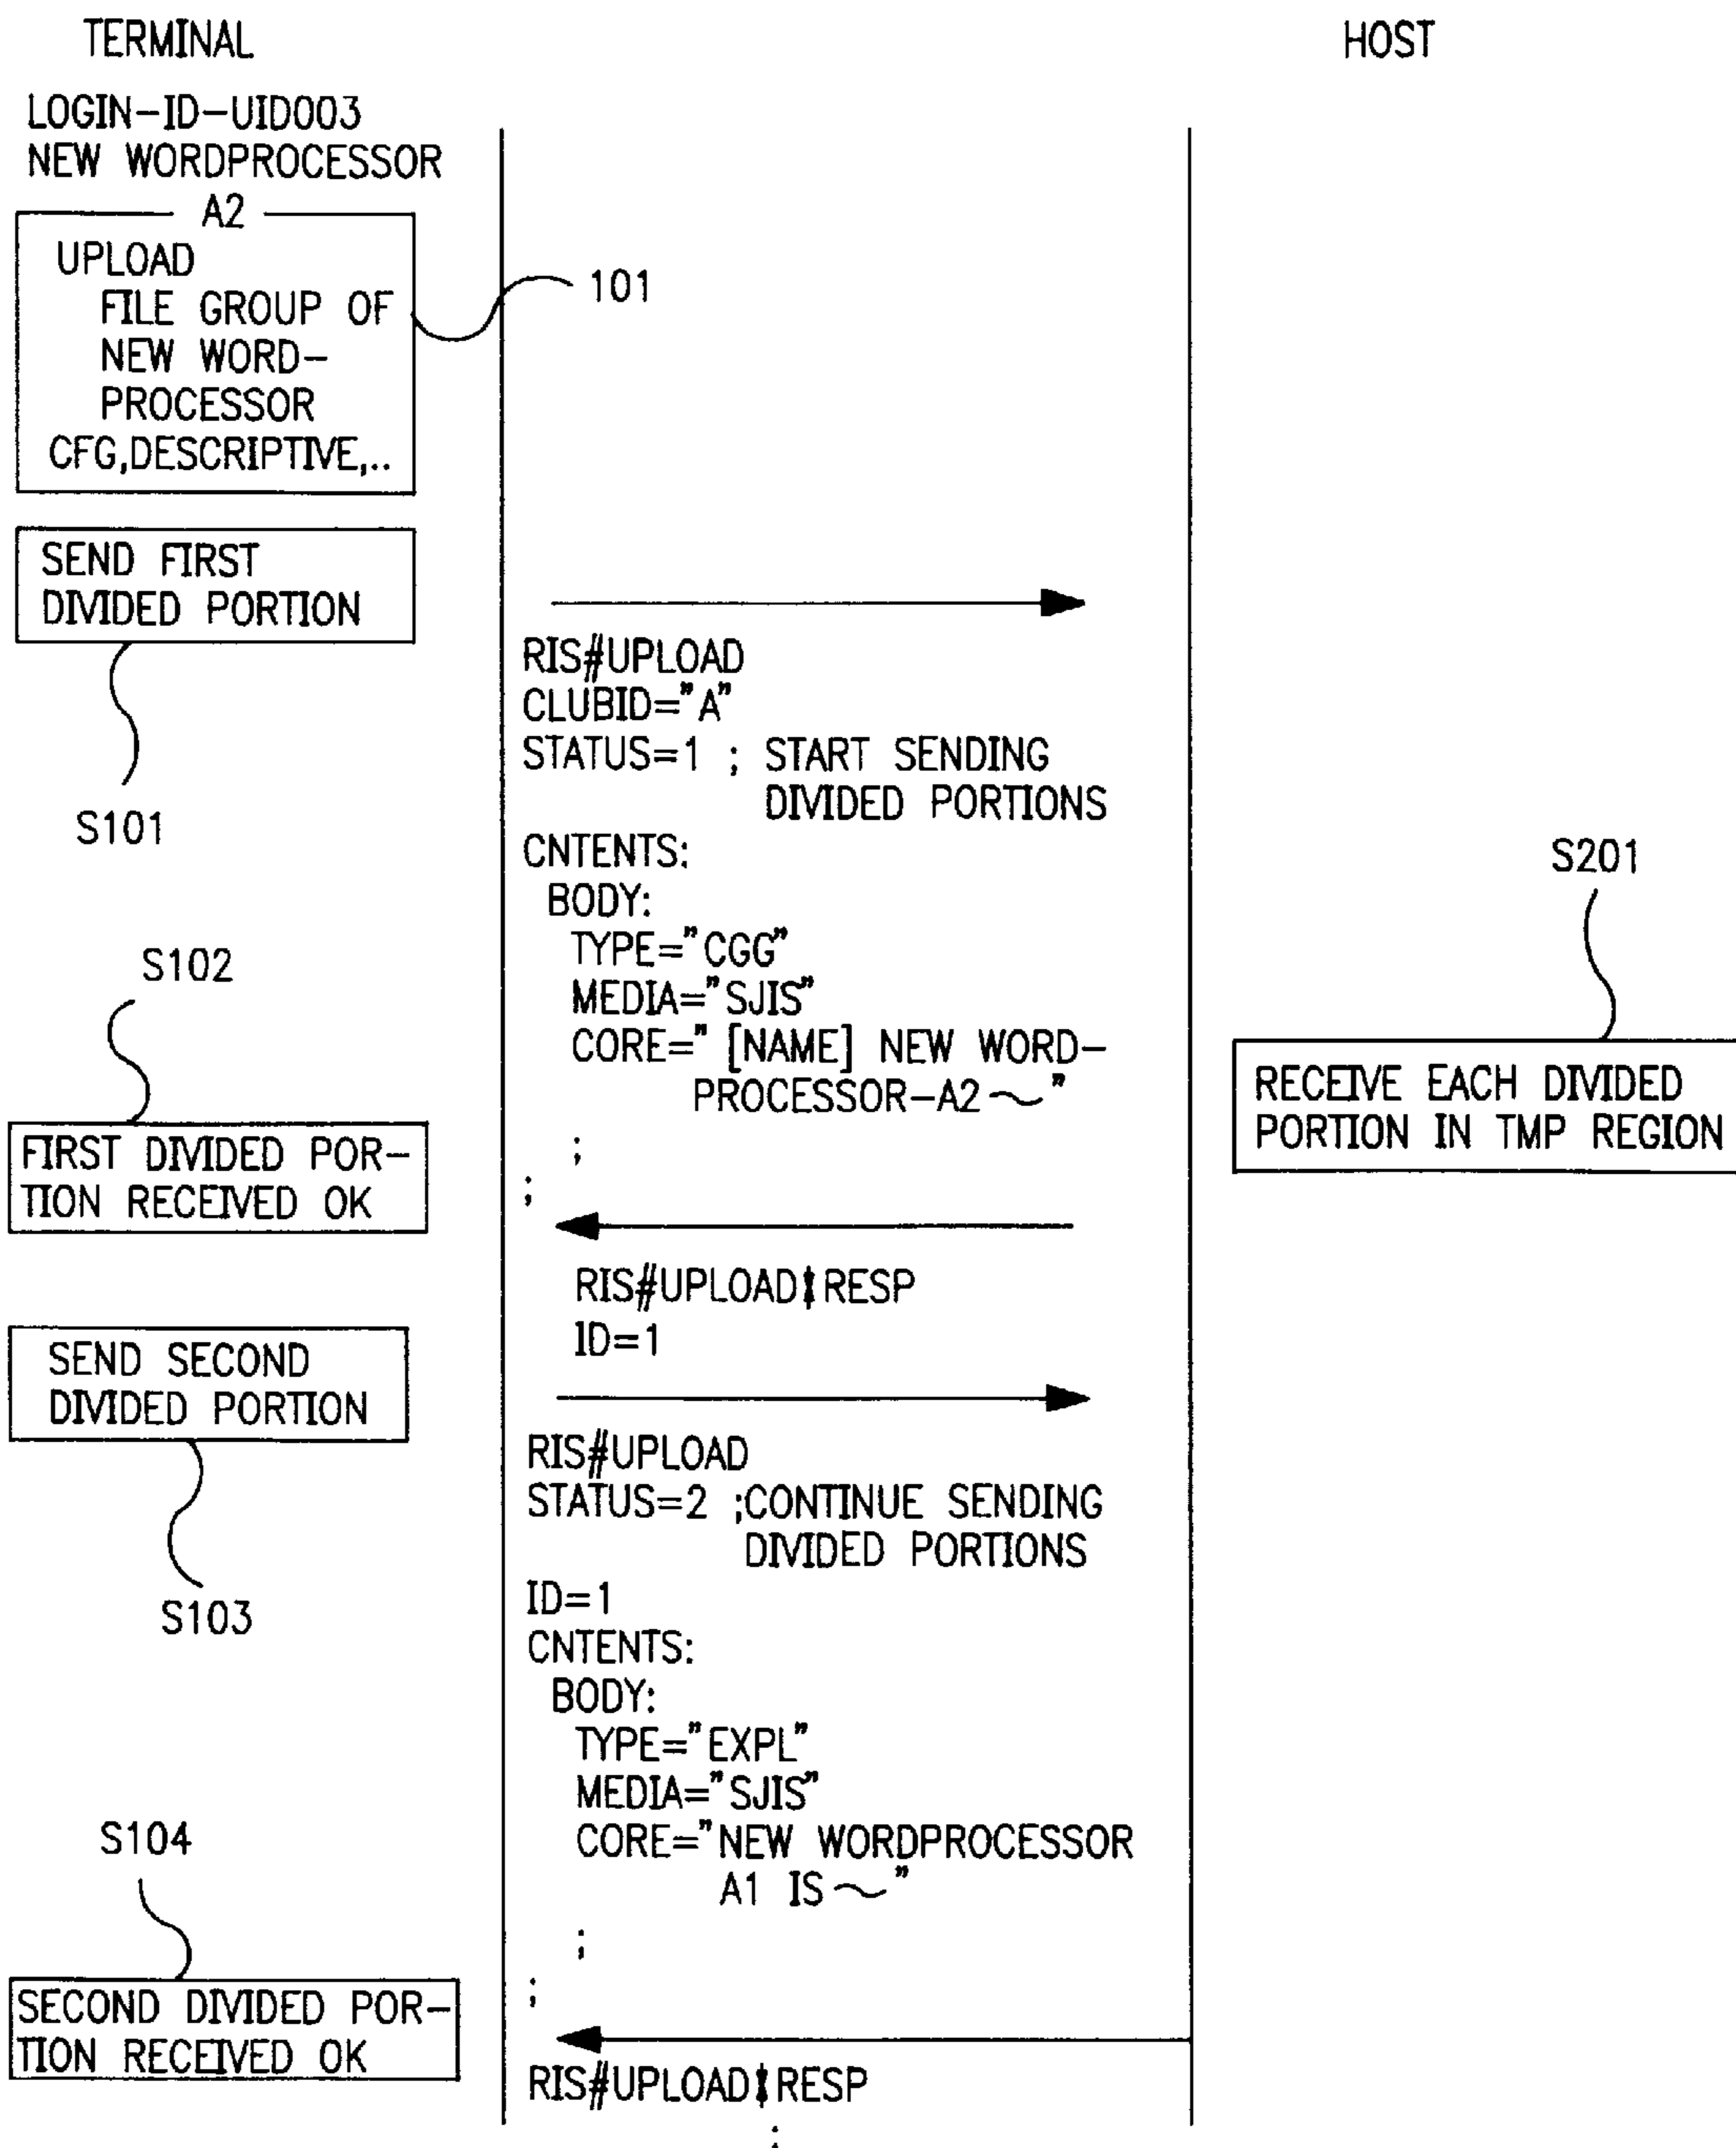 TERMINAL
HOST
LOGIN-ID-UID003
NEW WORDPROCESSOR
A2
UPLOAD
FILE GROUP OF
NEW WORD-
PROCESSOR
CFG,DESCRIPTIVE,..
101
SEND FIRST
DIVIDED PORTION
S101
RIS#UPLOAD
CLUBID="A"
STATUS=1 ; START SENDING
DIVIDED PORTIONS
CNTENTS:
BODY:
TYPE="CGG"
MEDIA="SJIS"
CORE=" [NAME] NEW WORD-
PROCESSOR-A2~"
;
;
S201
RECEIVE EACH DIVIDED
PORTION IN TMP REGION
S102
FIRST DIVIDED POR-
TION RECEIVED OK
RIS#UPLOAD RESP
ID=1
SEND SECOND
DIVIDED PORTION
S103
RIS#UPLOAD
STATUS=2 ;CONTINUE SENDING
DIVIDED PORTIONS
ID=1
CNTENTS:
BODY:
TYPE="EXPL"
MEDIA="SJIS"
CORE="NEW WORDPROCESSOR
A1 IS~"
;
;
S104
SECOND DIVIDED POR-
TION RECEIVED OK
RIS#UPLOAD RESP
: